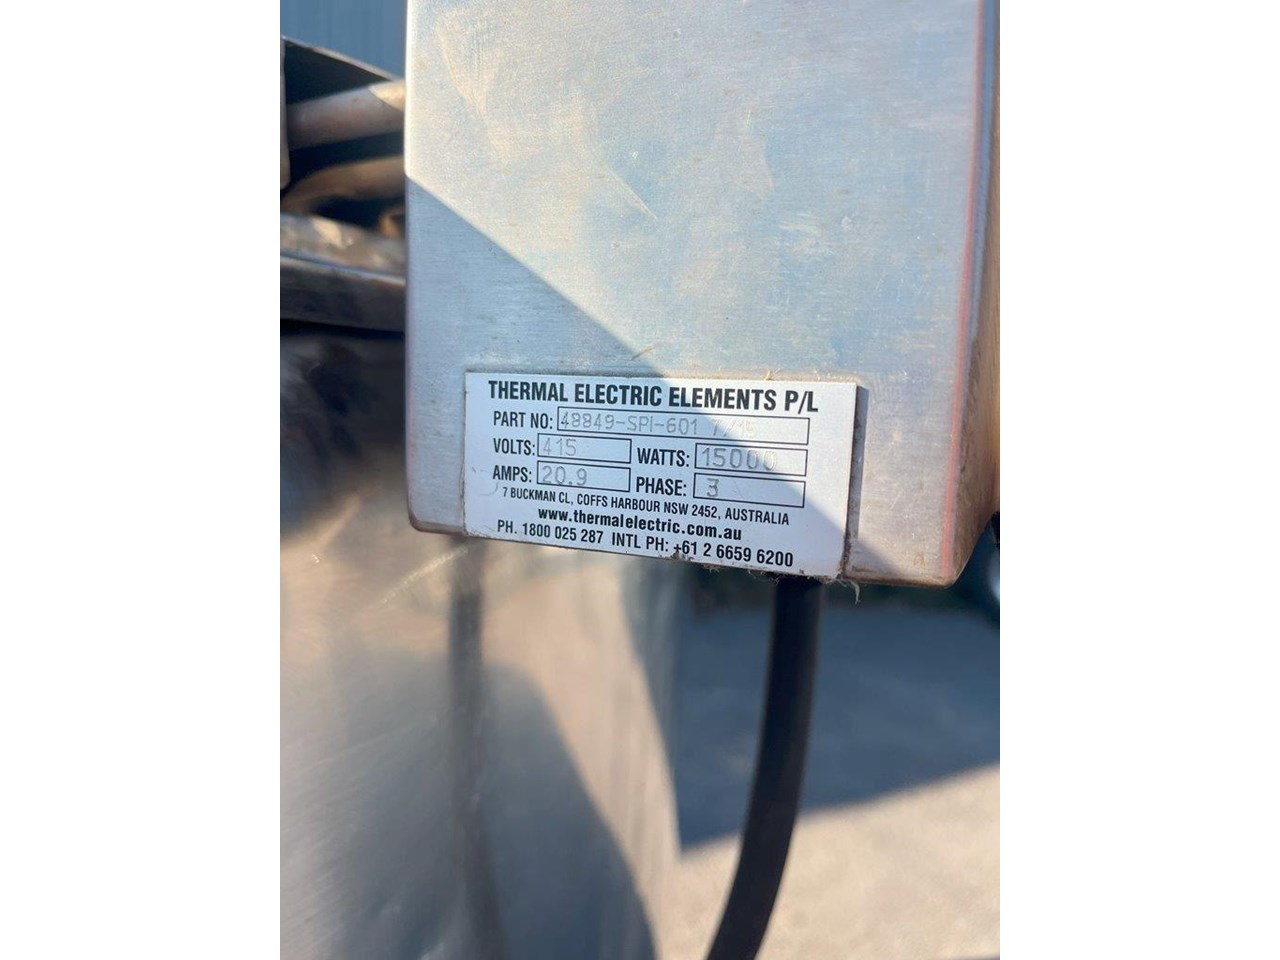 THERMAL ELECTRIC ELEMENTS P/L
PART NO: 48849-SPI-601
VOLTS: 415 WATTS: 15000
AMPS: 20.9 PHASE: 3
7 BUCKMAN CL, COFFS HARBOUR NSW 2452, AUSTRALIA
www.thermalelectric.com.au
PH. 1800 025 287 INTL PH: +61 2 6659 6200